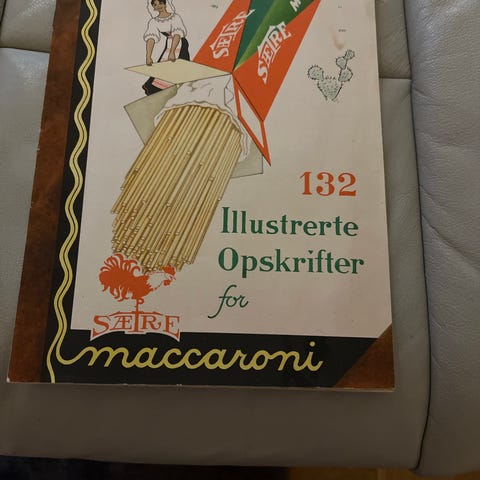 SÆTRE
SÆTRE
M
132
Illustrerte
Opskrifter
for
SÆTRE
maccaroni